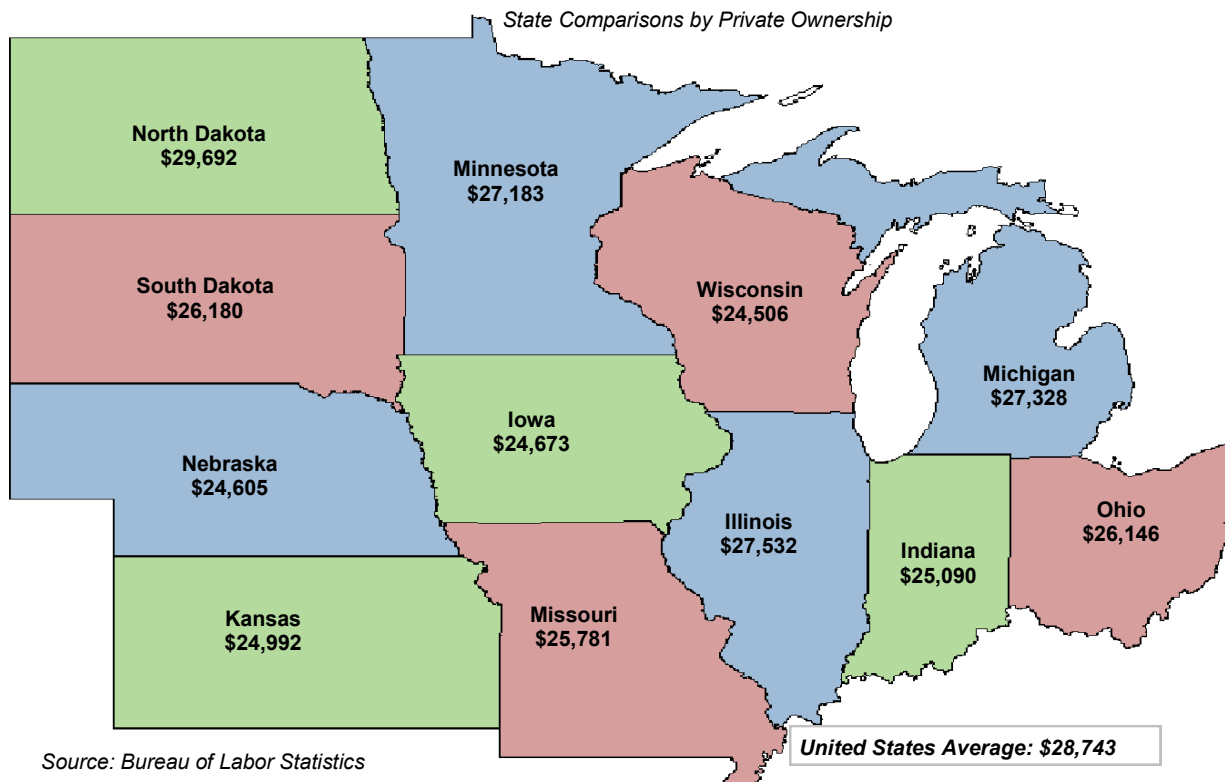 State Comparisons by Private Ownership
North Dakota
$29,692
Minnesota
$27,183
South Dakota
$26,180
Wisconsin
$24,506
Michigan
$27,328
Iowa
$24,673
Nebraska
$24,605
Illinois
$27,532
Ohio
$26,146
Indiana
$25,090
Kansas
$24,992
Missouri
$25,781
United States Average: $28,743
Source: Bureau of Labor Statistics